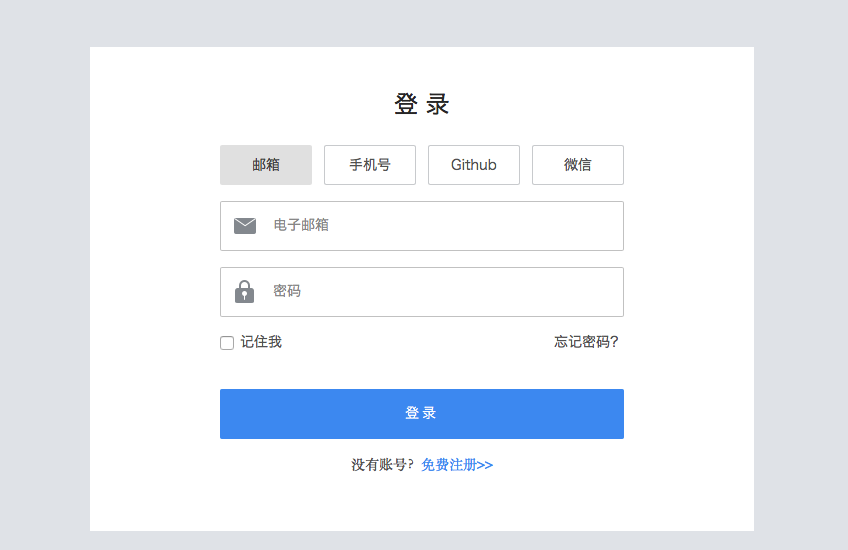 登 录
邮箱 手机号 Github 微信
电子邮箱
密码
记住我 忘记密码?
登 录
没有账号? 免费注册>>